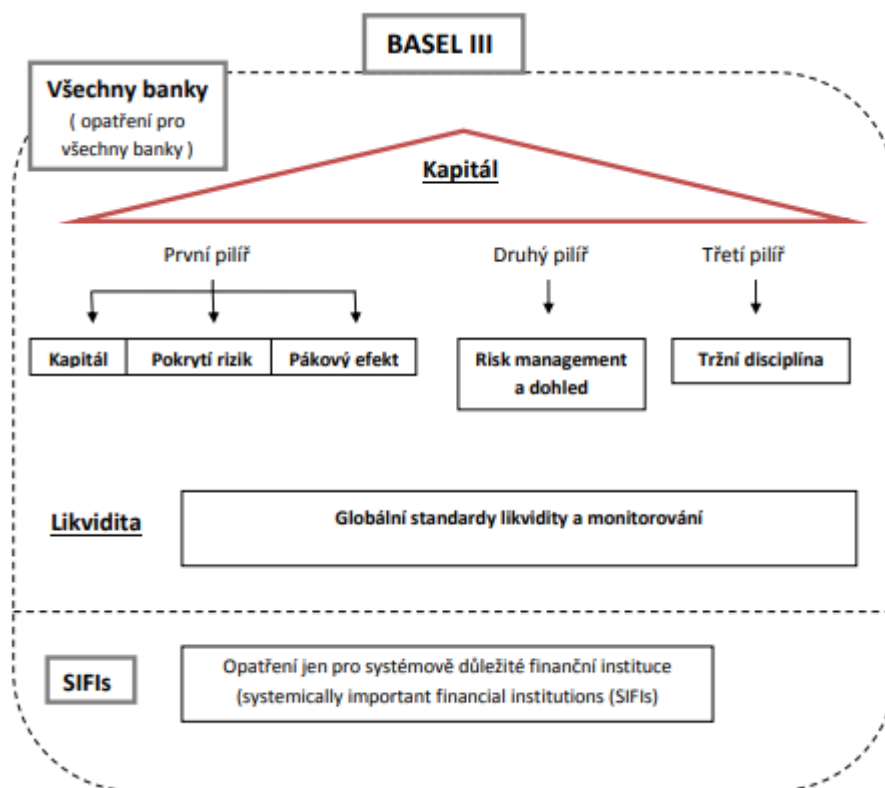 BASEL III
Všechny banky
( opatření pro
všechny banky )
Kapitál
První pilíř
Druhý pilíř
Třetí pilíř
Kapitál
Pokrytí rizik
Pákový efekt
Risk management
a dohled
Tržní disciplína
Likvidita
Globální standardy likvidity a monitorování
SIFIs
Opatření jen pro systémově důležité finanční instituce
(systemically important financial institutions (SIFIs)